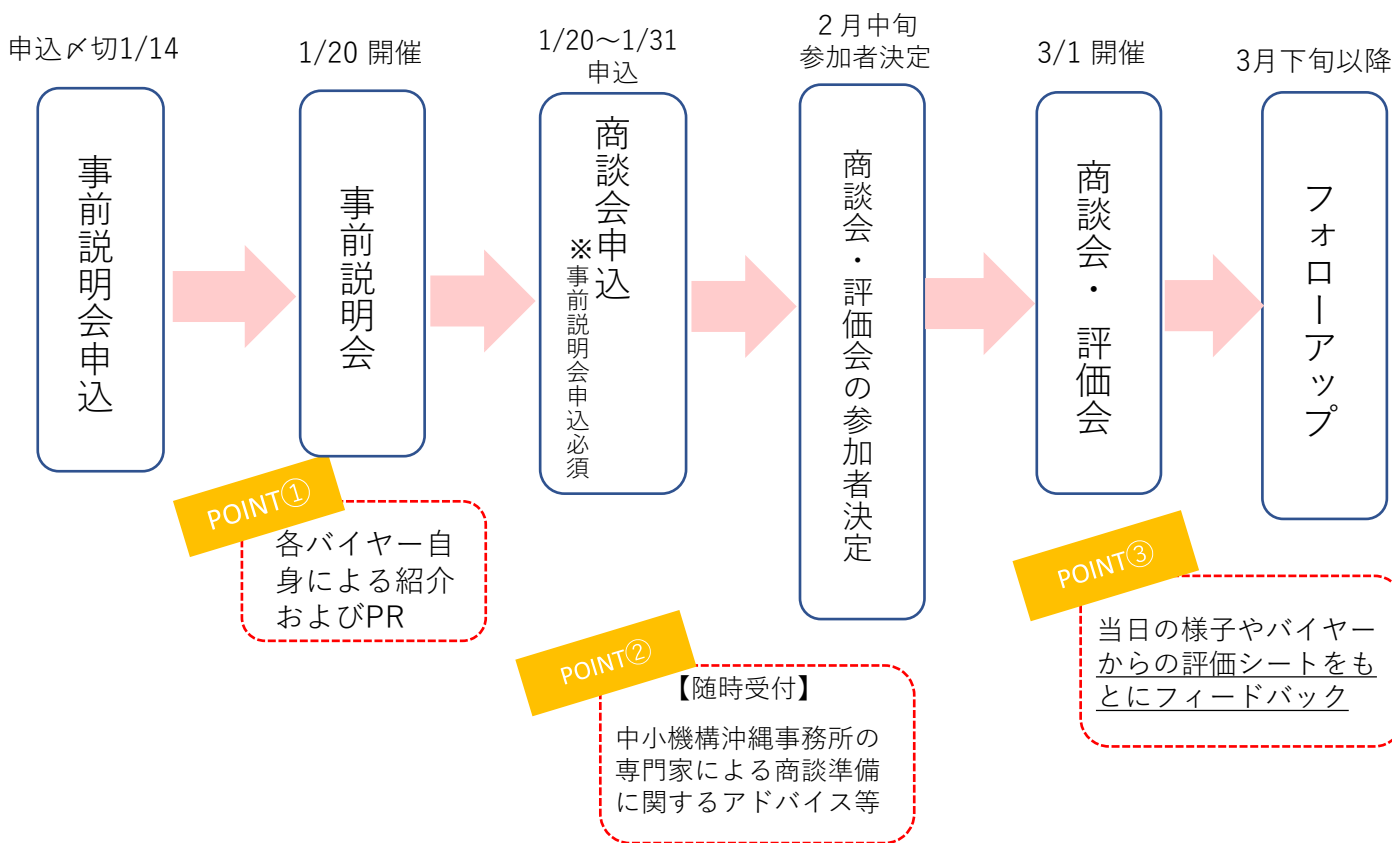 申込〆切1/14
事前説明会申込
1/20 開催
事前説明会
1/20～1/31
申込
商談会申込
※事前説明会申込必須
２月中旬
参加者決定
商談会・評価会の参加者決定
3/1 開催
商談会・評価会
3月下旬以降
フォローアップ
POINT①
各バイヤー自
身による紹介
およびPR
POINT②
【随時受付】
中小機構沖縄事務所の
専門家による商談準備
に関するアドバイス等
POINT③
当日の様子やバイヤー
からの評価シートをも
とにフィードバック